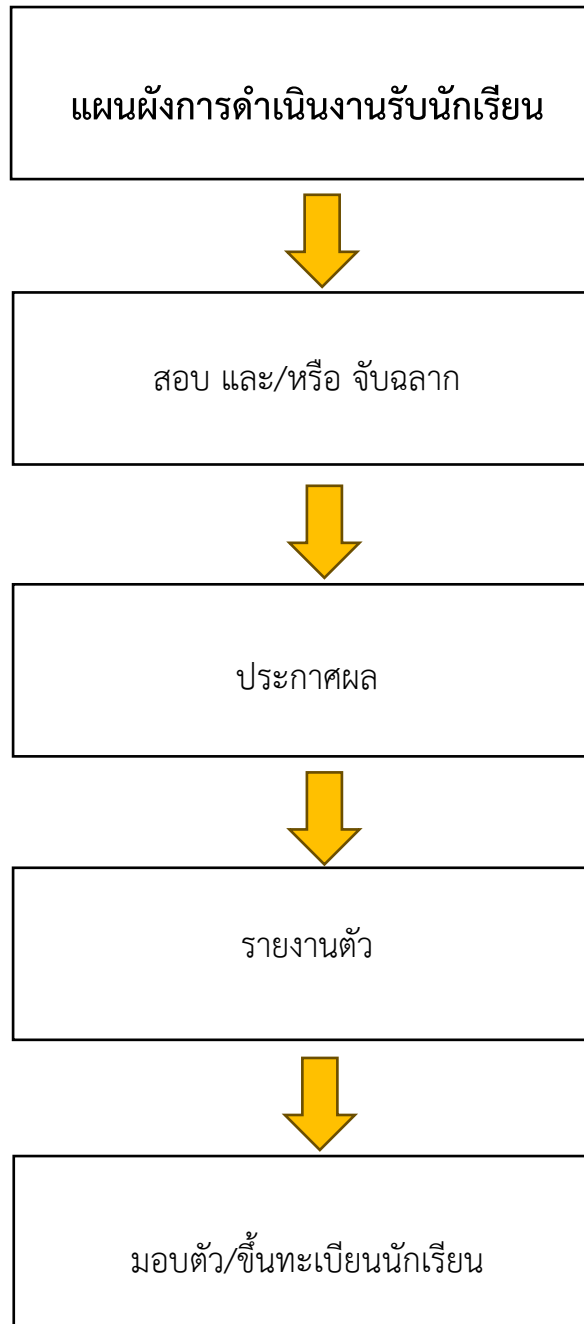 แผนผังการดำเนินงานรับนักเรียน
สอบ และ/หรือ จับฉลาก
ประกาศผล
รายงานตัว
มอบตัว/ขึ้นทะเบียนนักเรียน